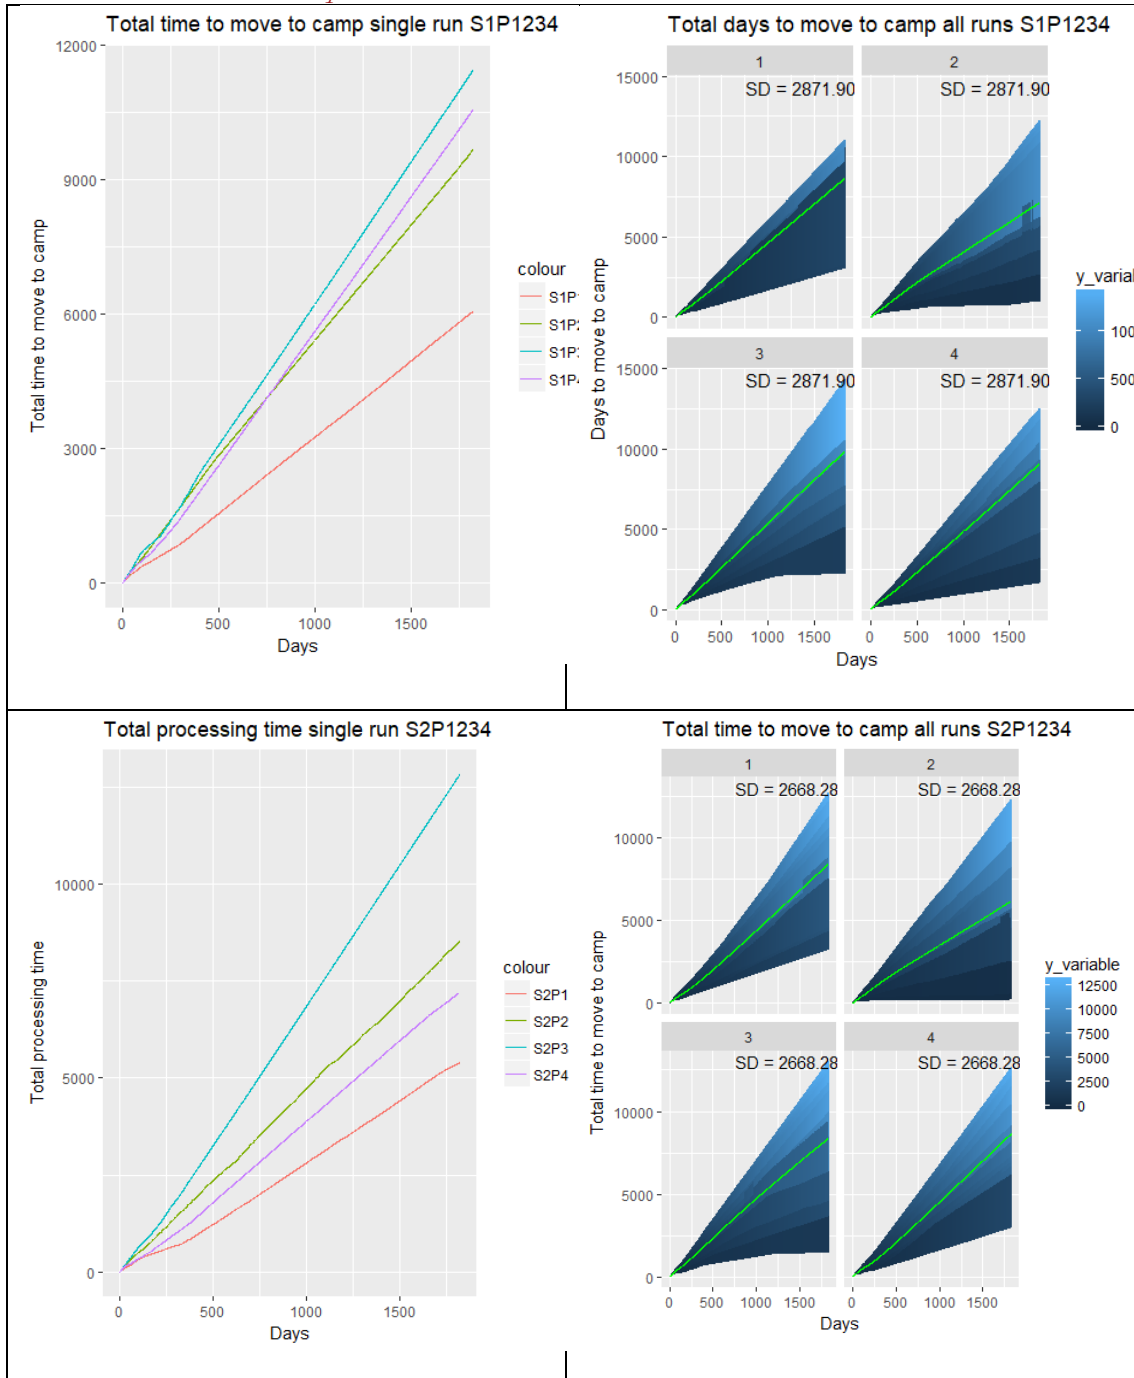 Total time to move to camp single run S1P1234
12000
9000
6000
3000
0
Total time to move to camp
0 500 1000 1500
Days
colour
S1P
S1P2
S1P
S1P
Total days to move to camp all runs S1P1234
1 2
SD = 2871.90 SD = 2871.90
15000
10000
5000
0
3 4
SD = 2871.90 SD = 2871.90
15000
10000
5000
0
Days to move to camp
0 500 1000 1500 0 500 1000 1500
Days
y_variab
100
500
0
Total processing time single run S2P1234
10000
5000
0
Total processing time
0 500 1000 1500
Days
colour
S2P1
S2P2
S2P3
S2P4
Total time to move to camp all runs S2P1234
1 2
SD = 2668.28 SD = 2668.28
10000
5000
0
3 4
SD = 2668.28 SD = 2668.28
10000
5000
0
Total time to move to camp
0 500 1000 1500 0 500 1000 1500
Days
y_variable
12500
10000
7500
5000
2500
0